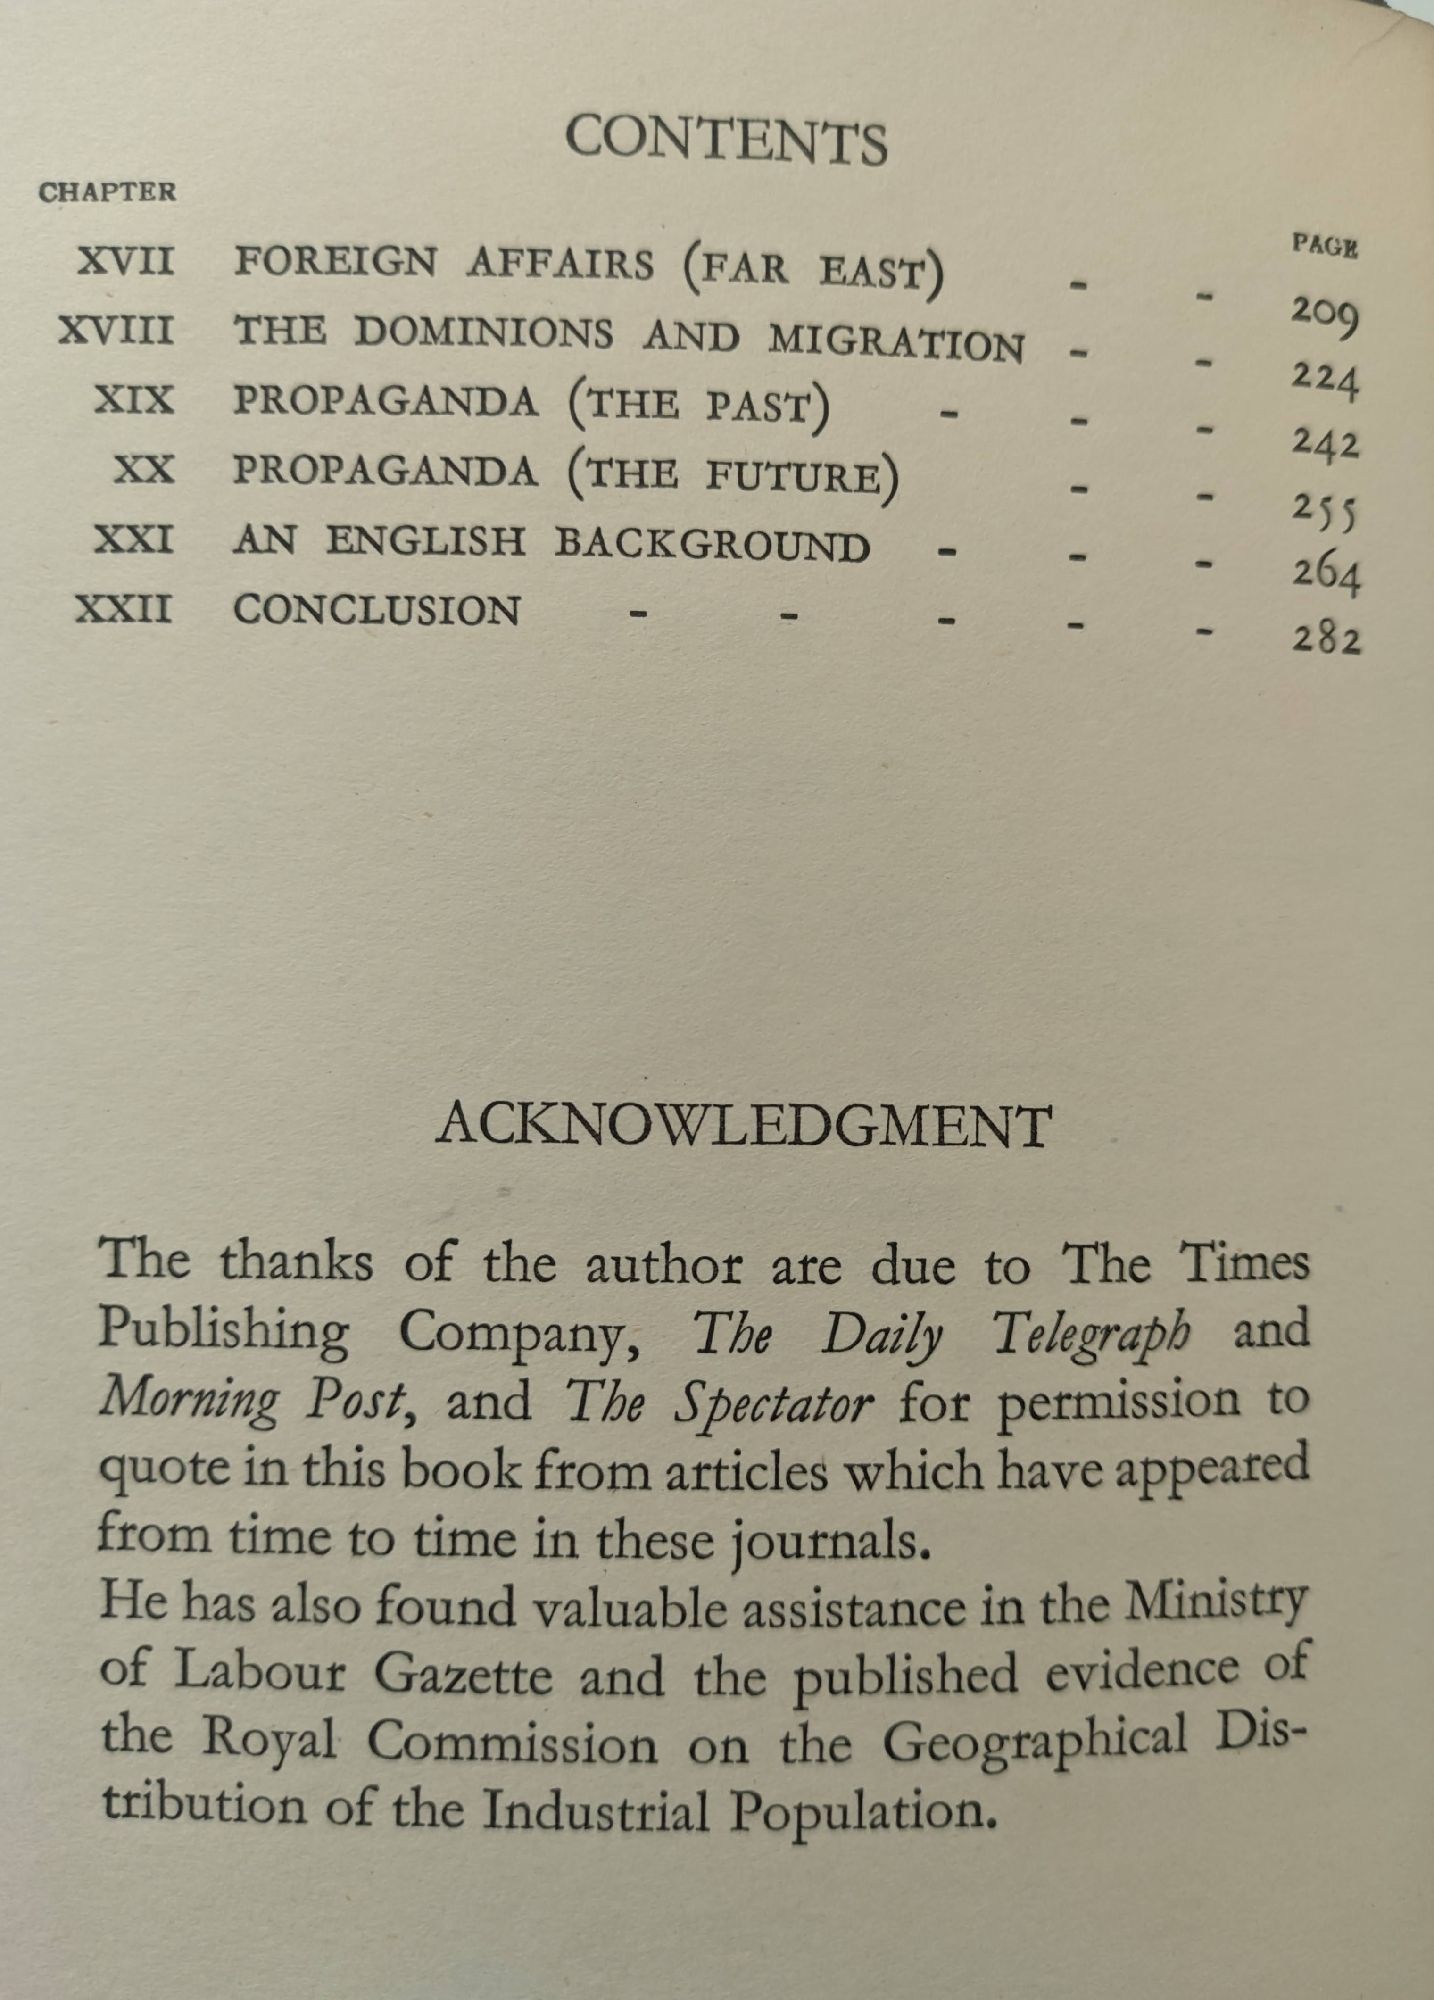 CONTENTS
CHAPTER PAGE
XVII FOREIGN AFFAIRS (FAR EAST) - - 209
XVIII THE DOMINIONS AND MIGRATION - - 224
XIX PROPAGANDA (THE PAST) - - - 242
XX PROPAGANDA (THE FUTURE) - - 255
XXI AN ENGLISH BACKGROUND - - - 264
XXII CONCLUSION - - - - - 282
ACKNOWLEDGMENT
The thanks of the author are due to The Times
Publishing Company, The Daily Telegraph and
Morning Post, and The Spectator for permission to
quote in this book from articles which have appeared
from time to time in these journals.
He has also found valuable assistance in the Ministry
of Labour Gazette and the published evidence of
the Royal Commission on the Geographical Dis-
tribution of the Industrial Population.